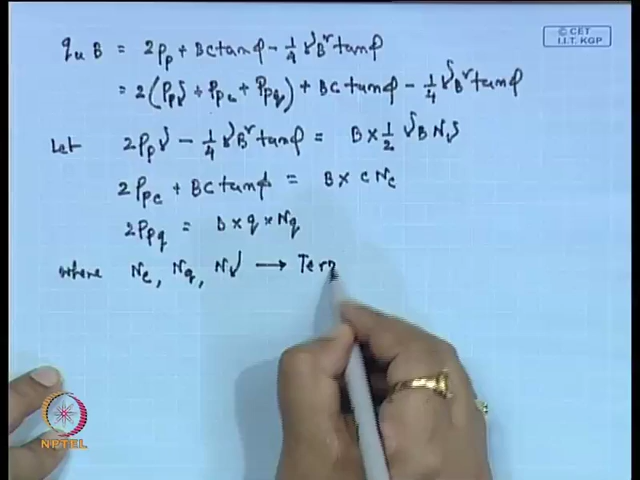 © CET
I.I.T. KGP
q_u B = 2P_p + BC tanφ - 1/4 γB² tanφ
= 2(P_pγ + P_pc + P_pq) + BC tanφ - 1/4 γB² tanφ
Let 2P_pγ - 1/4 γB² tanφ = B × 1/2 γ B N_γ
2P_pc + BC tanφ = B × c N_c
2P_pq = B × q × N_q
where N_c, N_q, N_γ → Ter
NPTEL